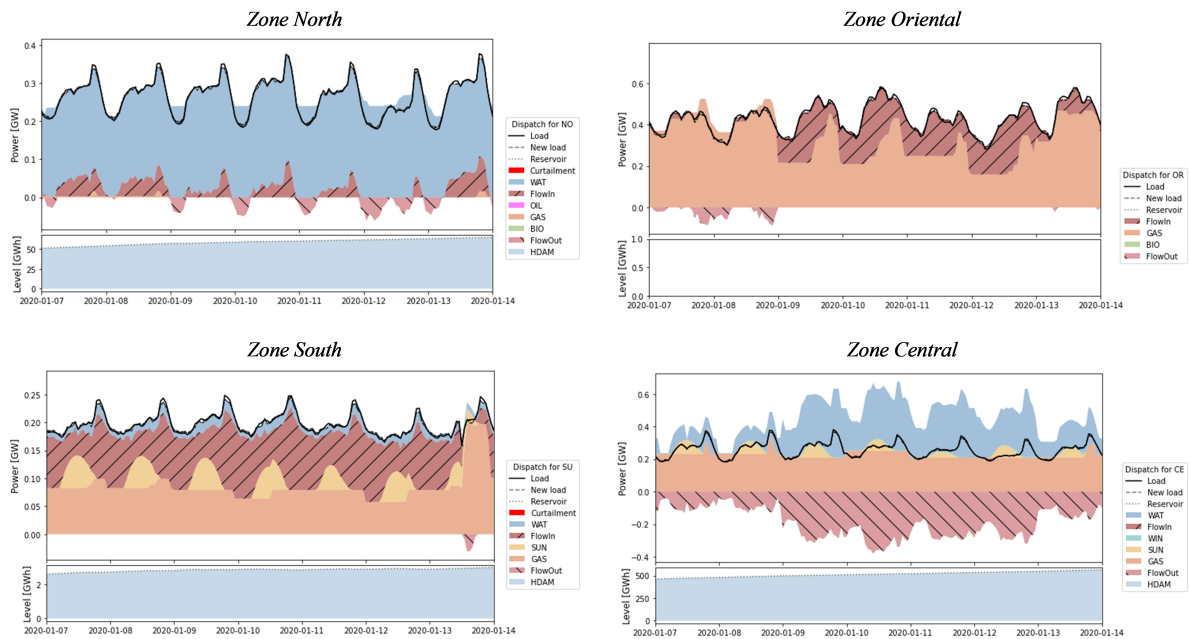 Zone North
Zone Oriental
Power [GW]
0.4
0.3
0.2
0.1
0.0
Level [GWh]
50
25
0
2020-01-07 2020-01-08 2020-01-09 2020-01-10 2020-01-11 2020-01-12 2020-01-13 2020-01-14
Dispatch for NO
Load
New load
Reservoir
Curtailment
WAT
FlowIn
OIL
GAS
BIO
FlowOut
HDAM
Power [GW]
0.6
0.4
0.2
0.0
Level [GWh]
1.0
0.5
0.0
2020-01-07 2020-01-08 2020-01-09 2020-01-10 2020-01-11 2020-01-12 2020-01-13 2020-01-14
Dispatch for OR
Load
New load
Reservoir
FlowIn
GAS
BIO
FlowOut
Zone South
Zone Central
Power [GW]
0.25
0.20
0.15
0.10
0.05
0.00
Level [GWh]
2
0
2020-01-07 2020-01-08 2020-01-09 2020-01-10 2020-01-11 2020-01-12 2020-01-13 2020-01-14
Dispatch for SU
Load
New load
Reservoir
Curtailment
WAT
FlowIn
SUN
GAS
FlowOut
HDAM
Power [GW]
0.6
0.4
0.2
0.0
−0.2
−0.4
Level [GWh]
500
250
0
2020-01-07 2020-01-08 2020-01-09 2020-01-10 2020-01-11 2020-01-12 2020-01-13 2020-01-14
Dispatch for CE
Load
New load
Reservoir
WAT
FlowIn
WIN
SUN
GAS
FlowOut
HDAM